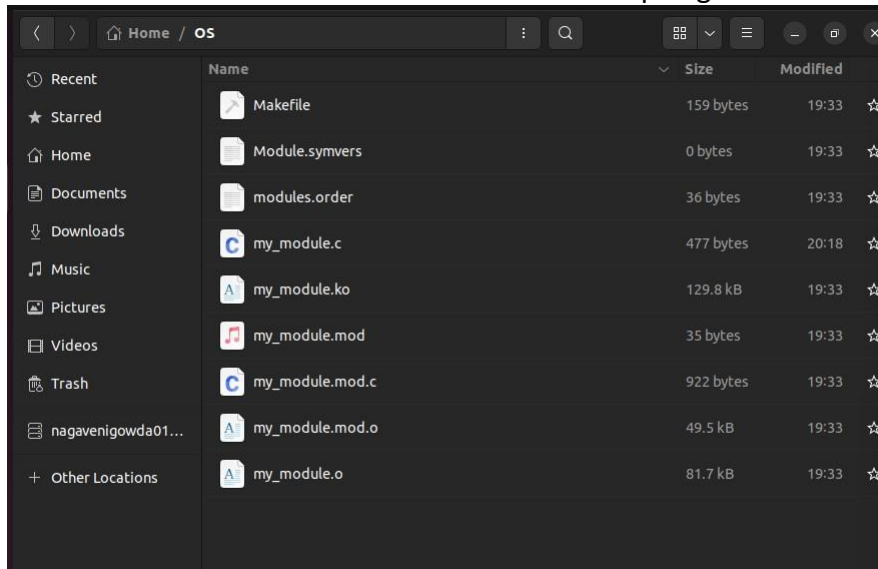 Home / OS
Name Size Modified
Recent
Starred
Home
Documents
Downloads
Music
Pictures
Videos
Trash
nagavenigowda01...
+ Other Locations
Makefile 159 bytes 19:33
Module.symvers 0 bytes 19:33
modules.order 36 bytes 19:33
my_module.c 477 bytes 20:18
my_module.ko 129.8 kB 19:33
my_module.mod 35 bytes 19:33
my_module.mod.c 922 bytes 19:33
my_module.mod.o 49.5 kB 19:33
my_module.o 81.7 kB 19:33